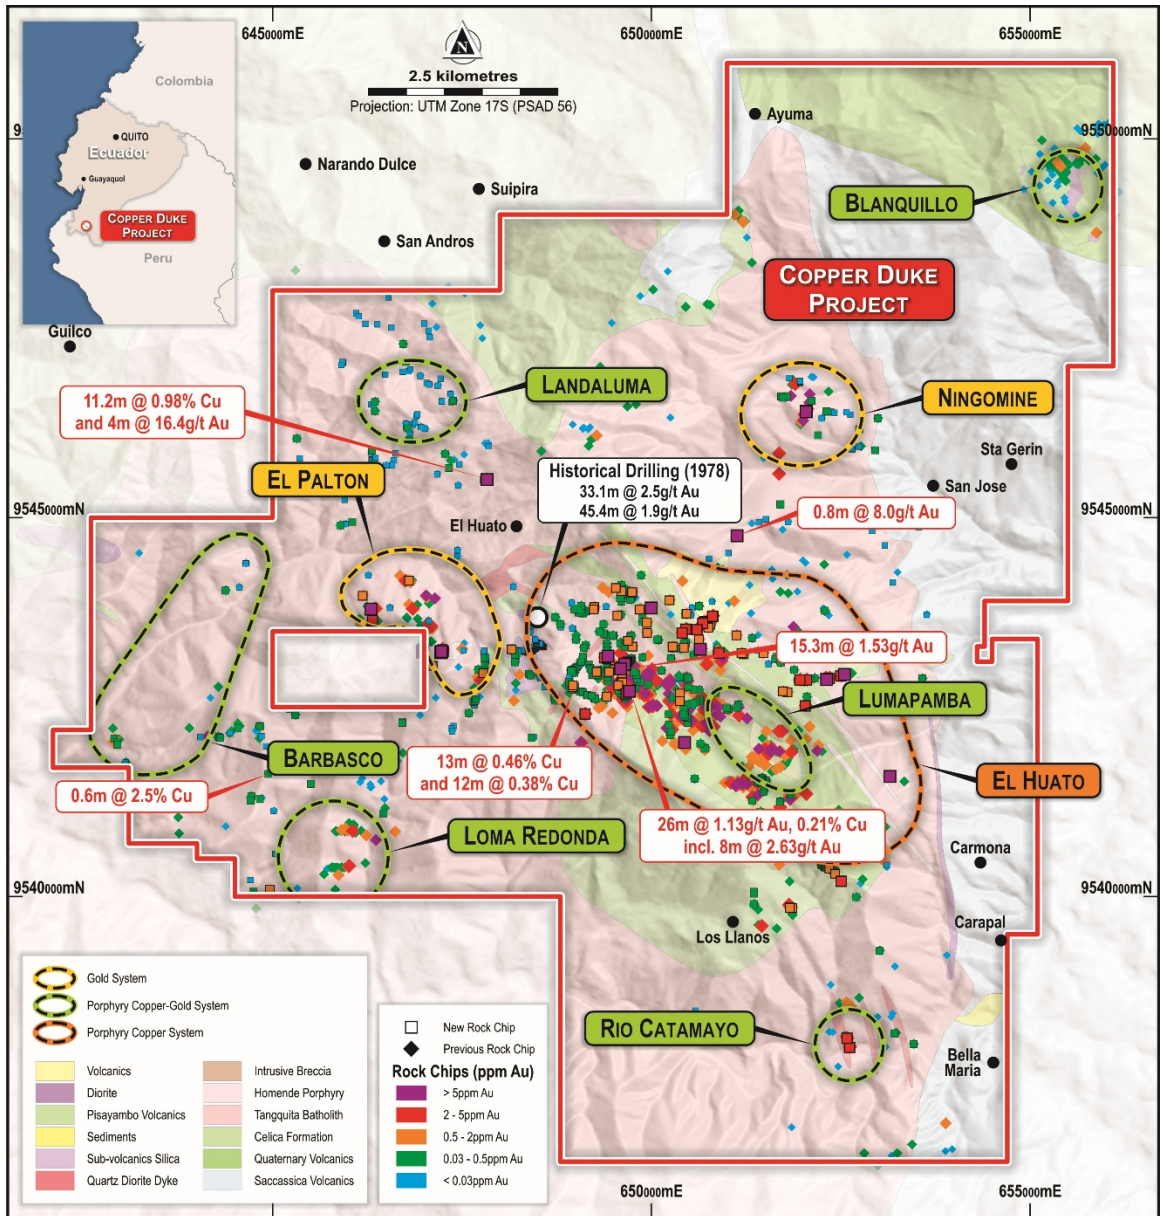 645000mE
650000mE
655000mE
N
2.5 kilometres
Projection: UTM Zone 17S (PSAD 56)
Colombia
QUITO
Ecuador
Guayaquol
COPPER DUKE
PROJECT
Peru
9
9550000mN
Ayuma
Narando Dulce
Suipira
San Andros
BLANQUILLO
COPPER DUKE
PROJECT
Guilco
LANDALUMA
NINGOMINE
11.2m @ 0.98% Cu
and 4m @ 16.4g/t Au
EL PALTON
Historical Drilling (1978)
33.1m @ 2.5g/t Au
45.4m @ 1.9g/t Au
Sta Gerin
San Jose
0.8m @ 8.0g/t Au
9545000mN
9545000mN
El Huato
15.3m @ 1.53g/t Au
LUMAPAMBA
BARBASCO
13m @ 0.46% Cu
and 12m @ 0.38% Cu
EL HUATO
0.6m @ 2.5% Cu
26m @ 1.13g/t Au, 0.21% Cu
incl. 8m @ 2.63g/t Au
LOMA REDONDA
Carmona
9540000mN
9540000mN
Los Llanos
Carapal
RIO CATAMAYO
Bella
Maria
Gold System
Porphyry Copper-Gold System
Porphyry Copper System
Volcanics
Diorite
Pisayambo Volcanics
Sediments
Sub-volcanics Silica
Quartz Diorite Dyke
Intrusive Breccia
Homende Porphyry
Tangquita Batholith
Celica Formation
Quaternary Volcanics
Saccassica Volcanics
New Rock Chip
Previous Rock Chip
Rock Chips (ppm Au)
> 5ppm Au
2 - 5ppm Au
0.5 - 2ppm Au
0.03 - 0.5ppm Au
< 0.03ppm Au
650000mE
655000mE